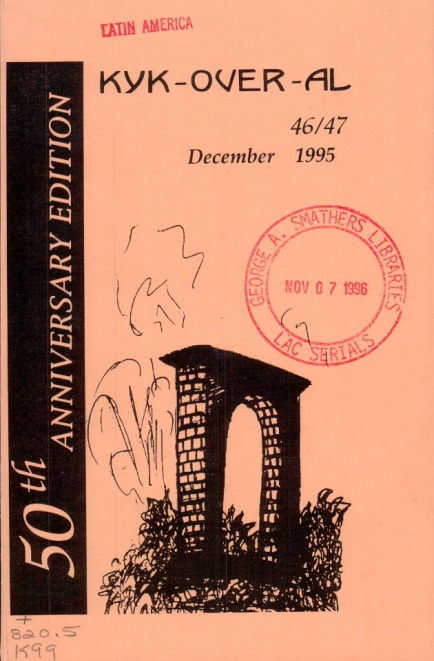 LATIN AMERICA
KYK-OVER-AL
46/47
December 1995
50th ANNIVERSARY EDITION
GEORGE A. SMATHERS LIBRARIES
NOV 07 1996
LAC SERIALS
+
820.5
K99